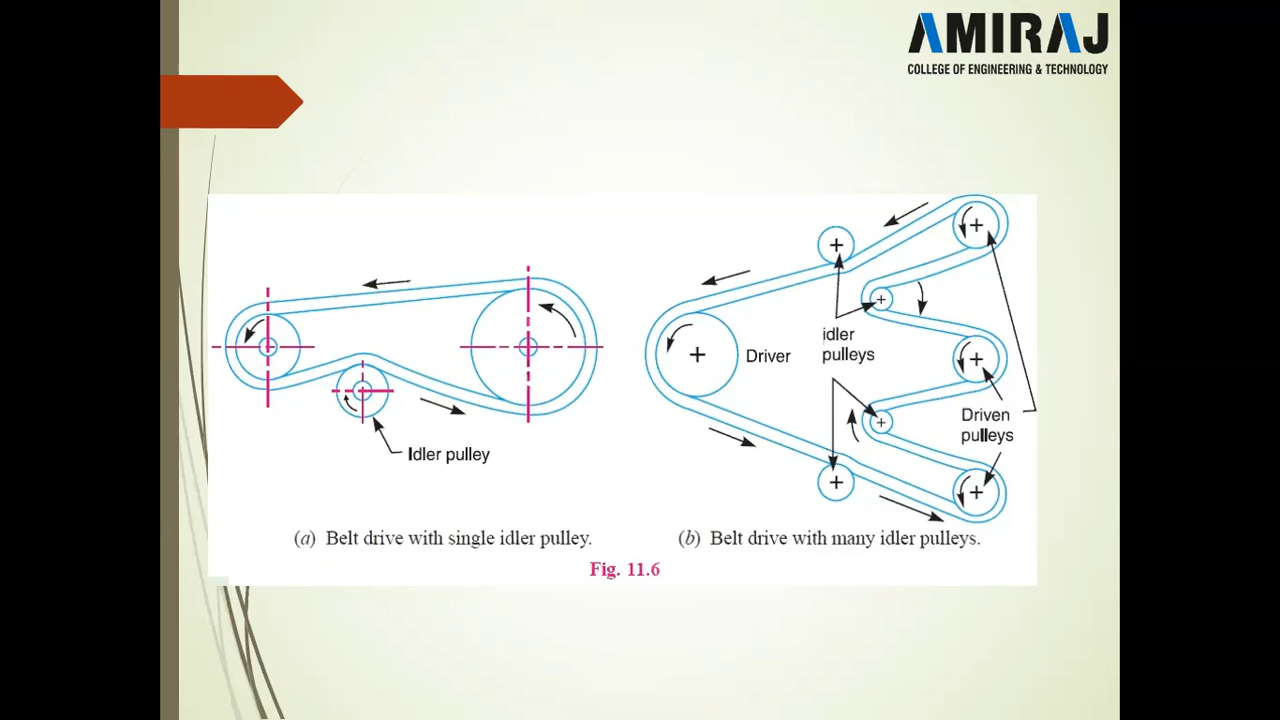 AMIRAJ
COLLEGE OF ENGINEERING & TECHNOLOGY
Idler pulley
(a) Belt drive with single idler pulley.
idler
pulleys
Driver
Driven
pulleys
(b) Belt drive with many idler pulleys.
Fig. 11.6